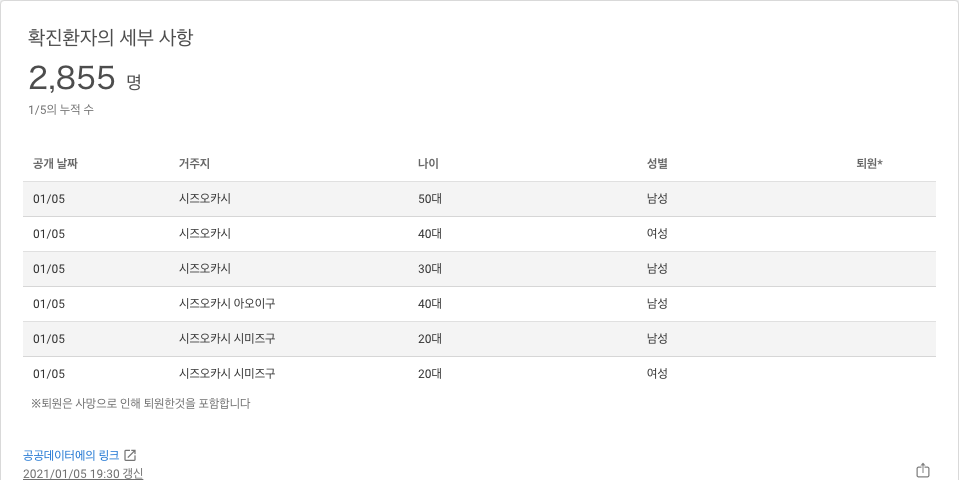 확진환자의 세부 사항
2,855 명
1/5의 누적 수
공개 날짜 거주지 나이 성별 퇴원*
01/05 시즈오카시 50대 남성
01/05 시즈오카시 40대 여성
01/05 시즈오카시 30대 남성
01/05 시즈오카시 아오이구 40대 남성
01/05 시즈오카시 시미즈구 20대 남성
01/05 시즈오카시 시미즈구 20대 여성
※퇴원은 사망으로 인해 퇴원한것을 포함합니다
공공데이터에의 링크
2021/01/05 19:30 갱신